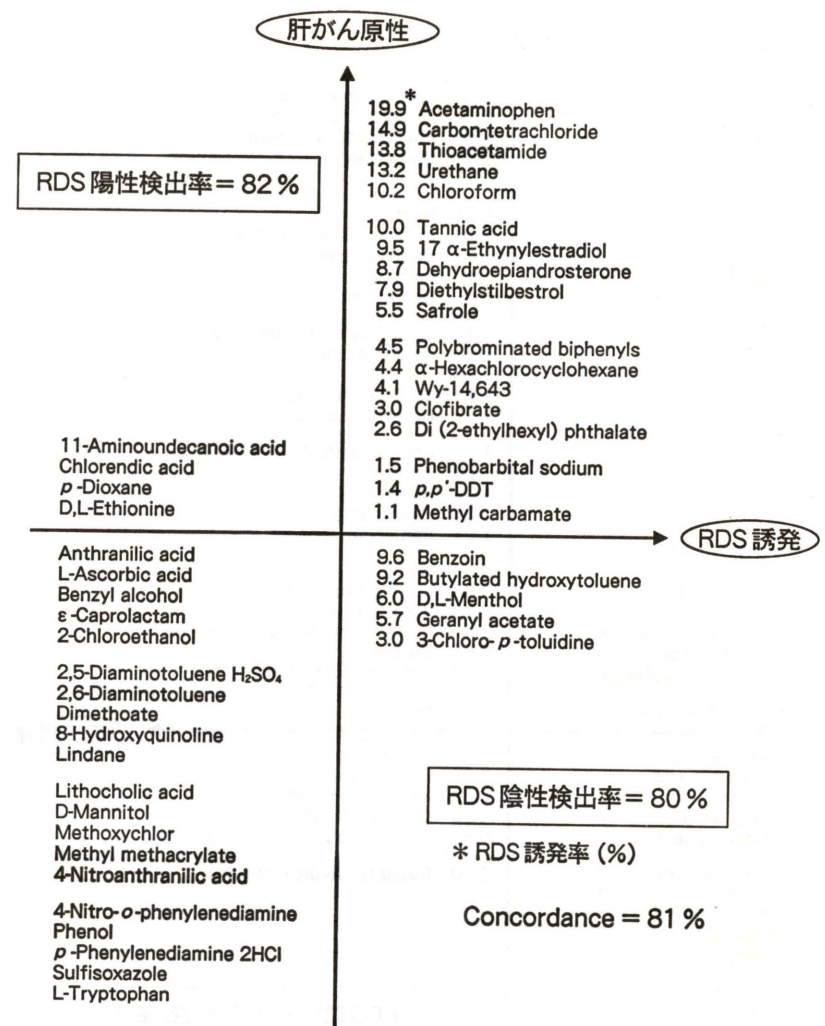 肝がん原性
RDS 陽性検出率= 82 %
19.9* Acetaminophen
14.9 Carbon tetrachloride
13.8 Thioacetamide
13.2 Urethane
10.2 Chloroform
10.0 Tannic acid
9.5 17 α-Ethynylestradiol
8.7 Dehydroepiandrosterone
7.9 Diethylstilbestrol
5.5 Safrole
4.5 Polybrominated biphenyls
4.4 α-Hexachlorocyclohexane
4.1 Wy-14,643
3.0 Clofibrate
2.6 Di (2-ethylhexyl) phthalate
1.5 Phenobarbital sodium
1.4 p,p'-DDT
1.1 Methyl carbamate
11-Aminoundecanoic acid
Chlorendic acid
p-Dioxane
D,L-Ethionine
RDS 誘発
Anthranilic acid
L-Ascorbic acid
Benzyl alcohol
ε-Caprolactam
2-Chloroethanol
2,5-Diaminotoluene H₂SO₄
2,6-Diaminotoluene
Dimethoate
8-Hydroxyquinoline
Lindane
Lithocholic acid
D-Mannitol
Methoxychlor
Methyl methacrylate
4-Nitroanthranilic acid
4-Nitro-o-phenylenediamine
Phenol
p-Phenylenediamine 2HCl
Sulfisoxazole
L-Tryptophan
9.6 Benzoin
9.2 Butylated hydroxytoluene
6.0 D,L-Menthol
5.7 Geranyl acetate
3.0 3-Chloro-p-toluidine
RDS 陰性検出率= 80 %
* RDS 誘発率 (%)
Concordance = 81 %